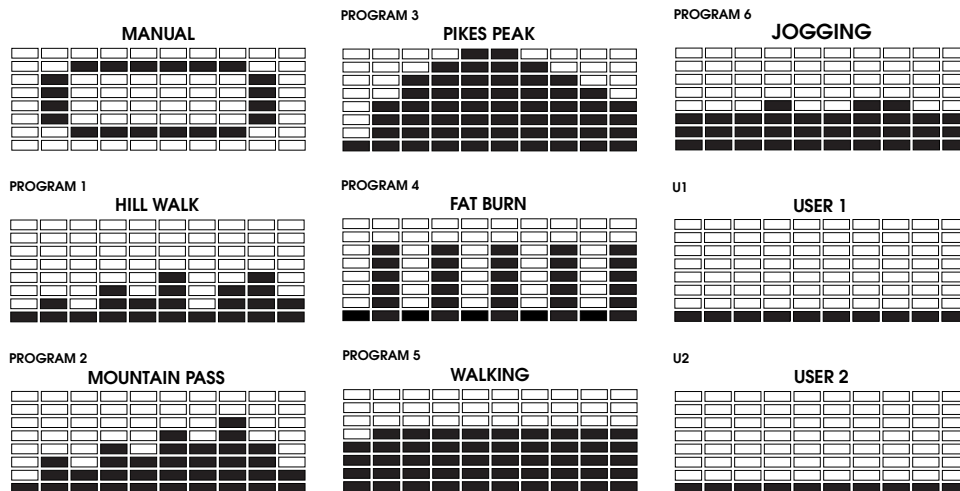 MANUAL
PROGRAM 1
HILL WALK
PROGRAM 2
MOUNTAIN PASS
PROGRAM 3
PIKES PEAK
PROGRAM 4
FAT BURN
PROGRAM 5
WALKING
PROGRAM 6
JOGGING
U1
USER 1
U2
USER 2